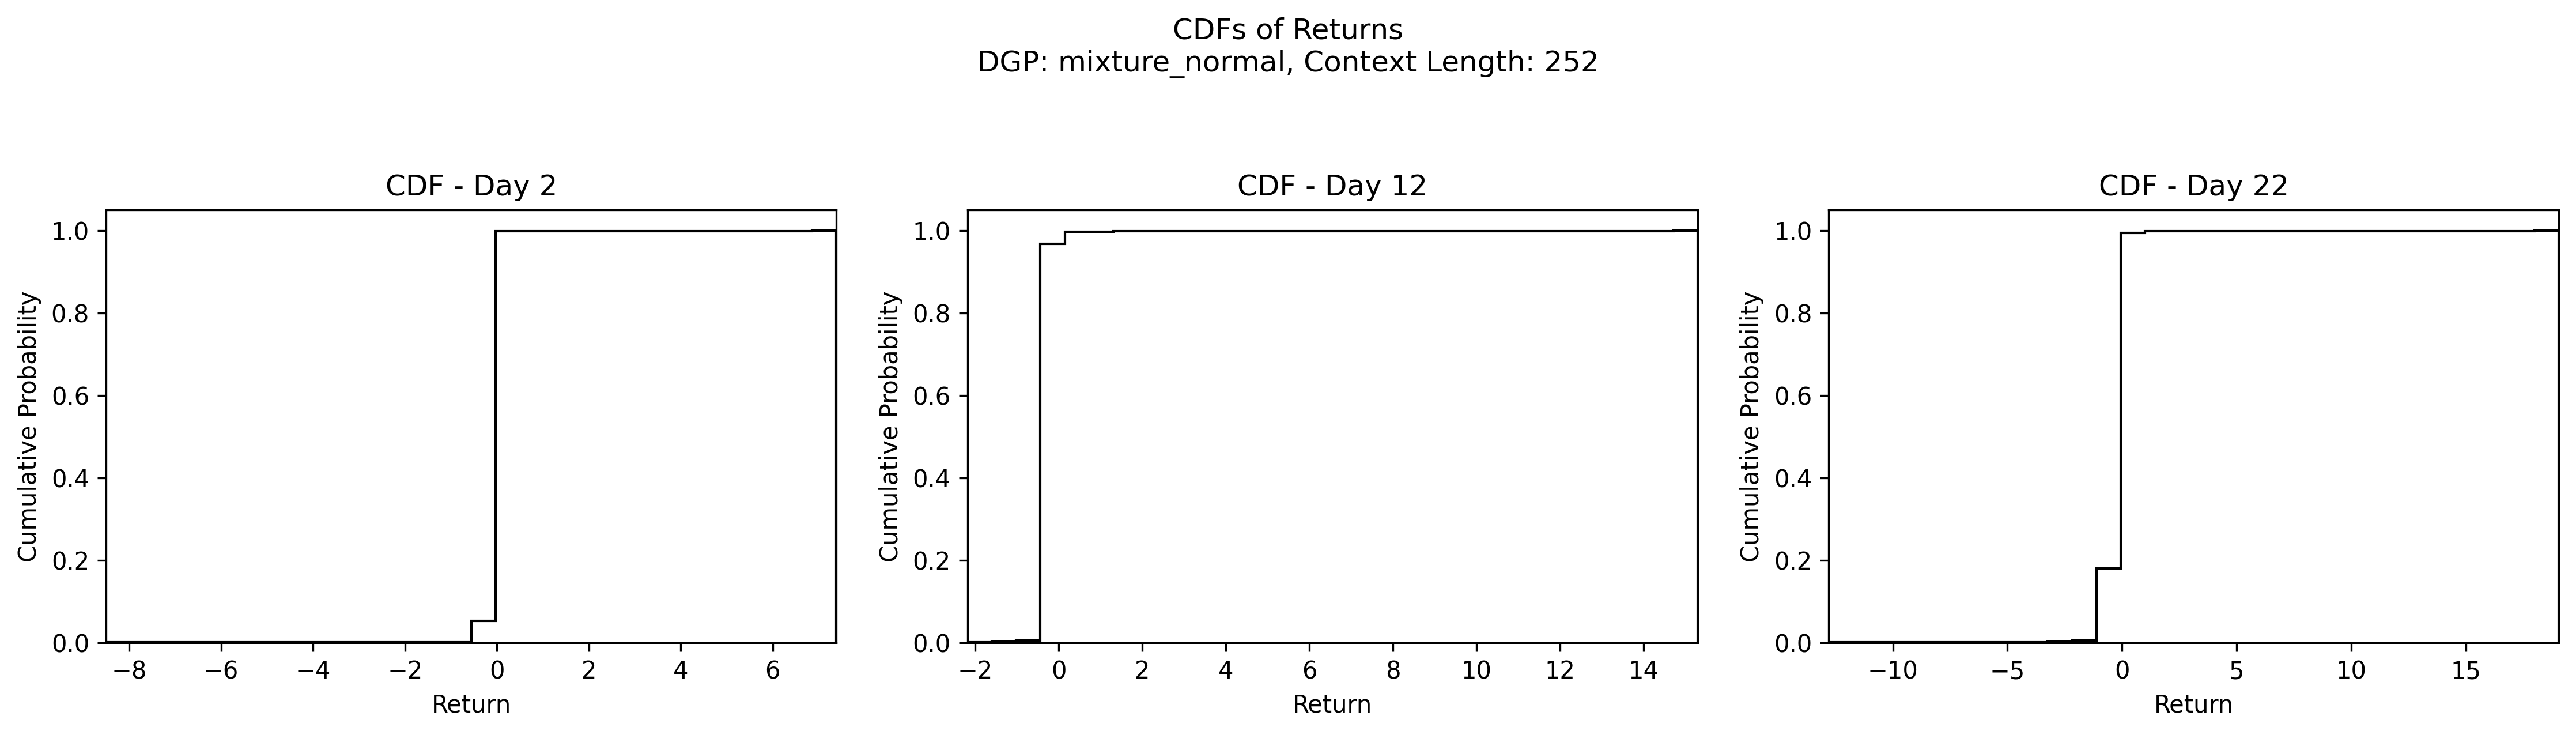 CDFs of Returns
DGP: mixture_normal, Context Length: 252
CDF - Day 2
1.0
0.8
0.6
0.4
0.2
0.0
Cumulative Probability
−8 −6 −4 −2 0 2 4 6
Return
CDF - Day 12
1.0
0.8
0.6
0.4
0.2
0.0
Cumulative Probability
−2 0 2 4 6 8 10 12 14
Return
CDF - Day 22
1.0
0.8
0.6
0.4
0.2
0.0
Cumulative Probability
−10 −5 0 5 10 15
Return